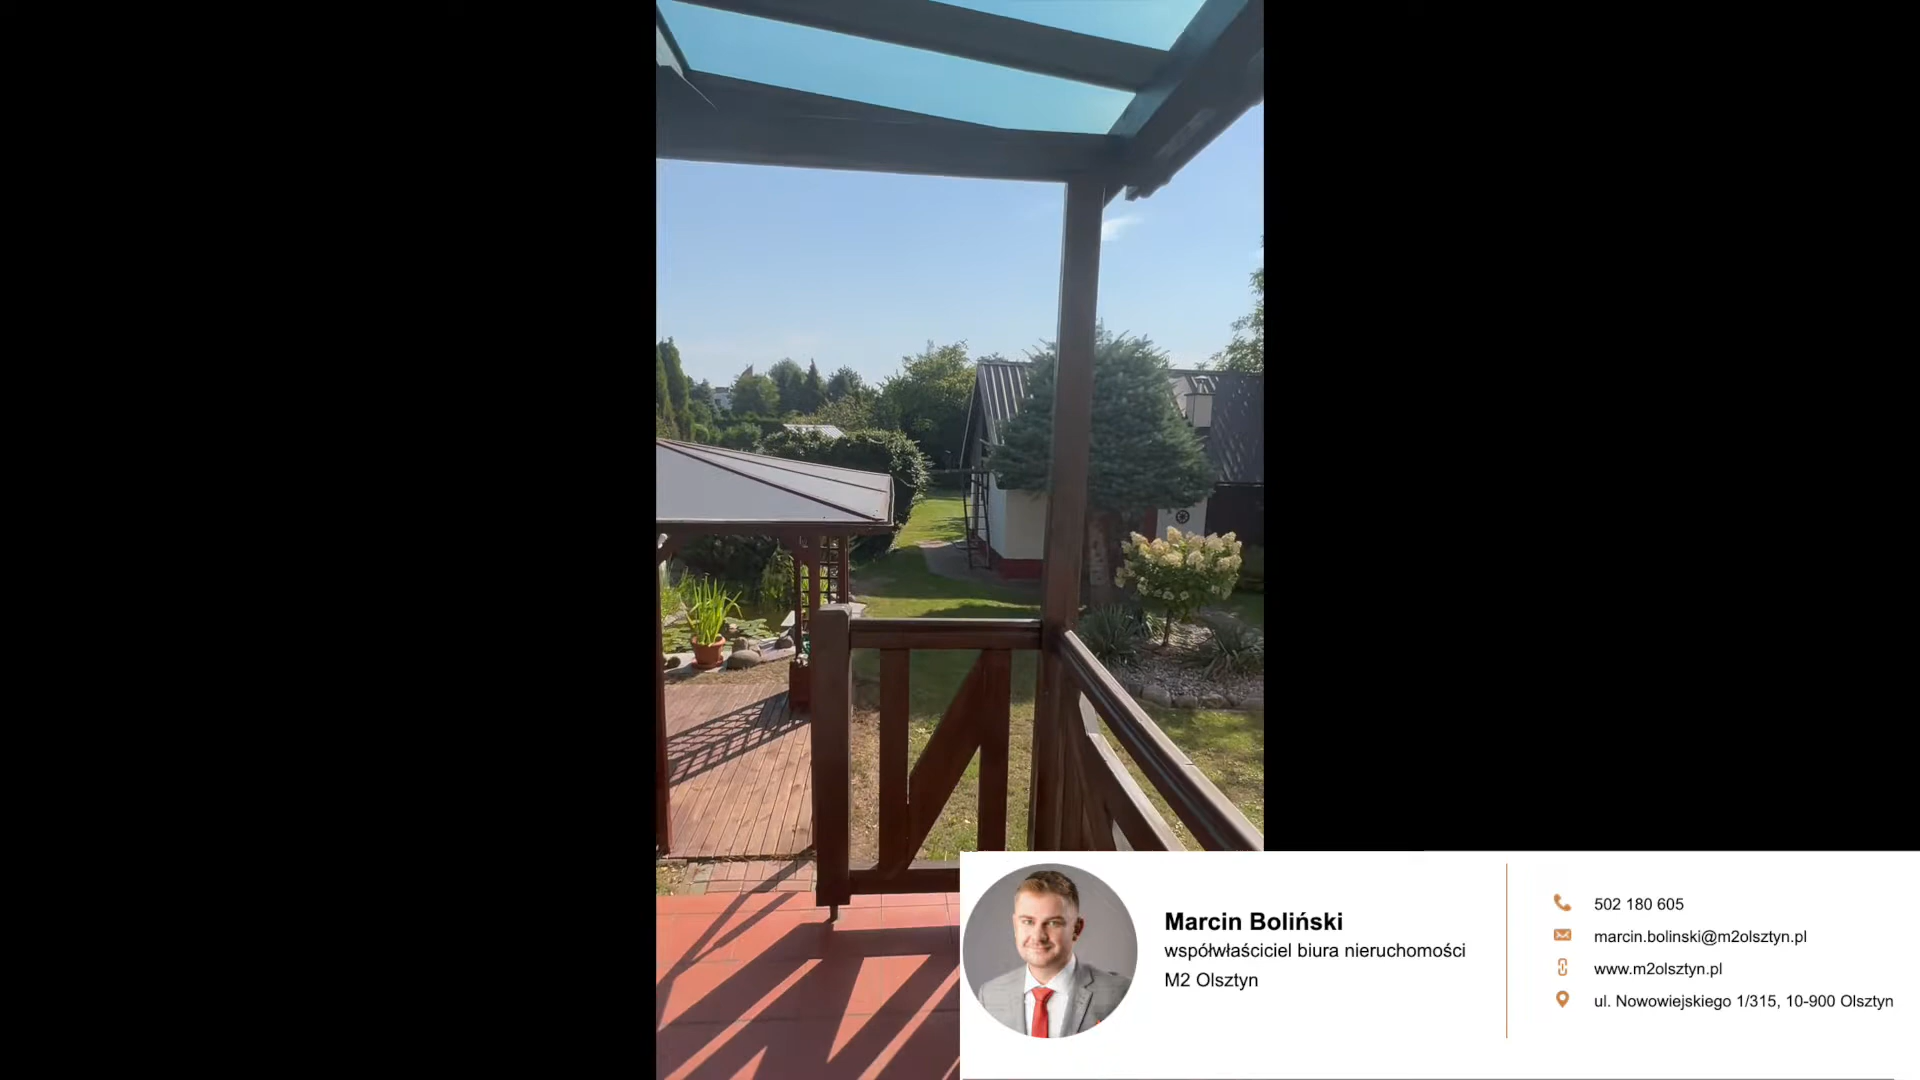 Marcin Boliński
współwłaściciel biura nieruchomości
M2 Olsztyn
502 180 605
marcin.bolinski@m2olsztyn.pl
www.m2olsztyn.pl
ul. Nowowiejskiego 1/315, 10-900 Olsztyn